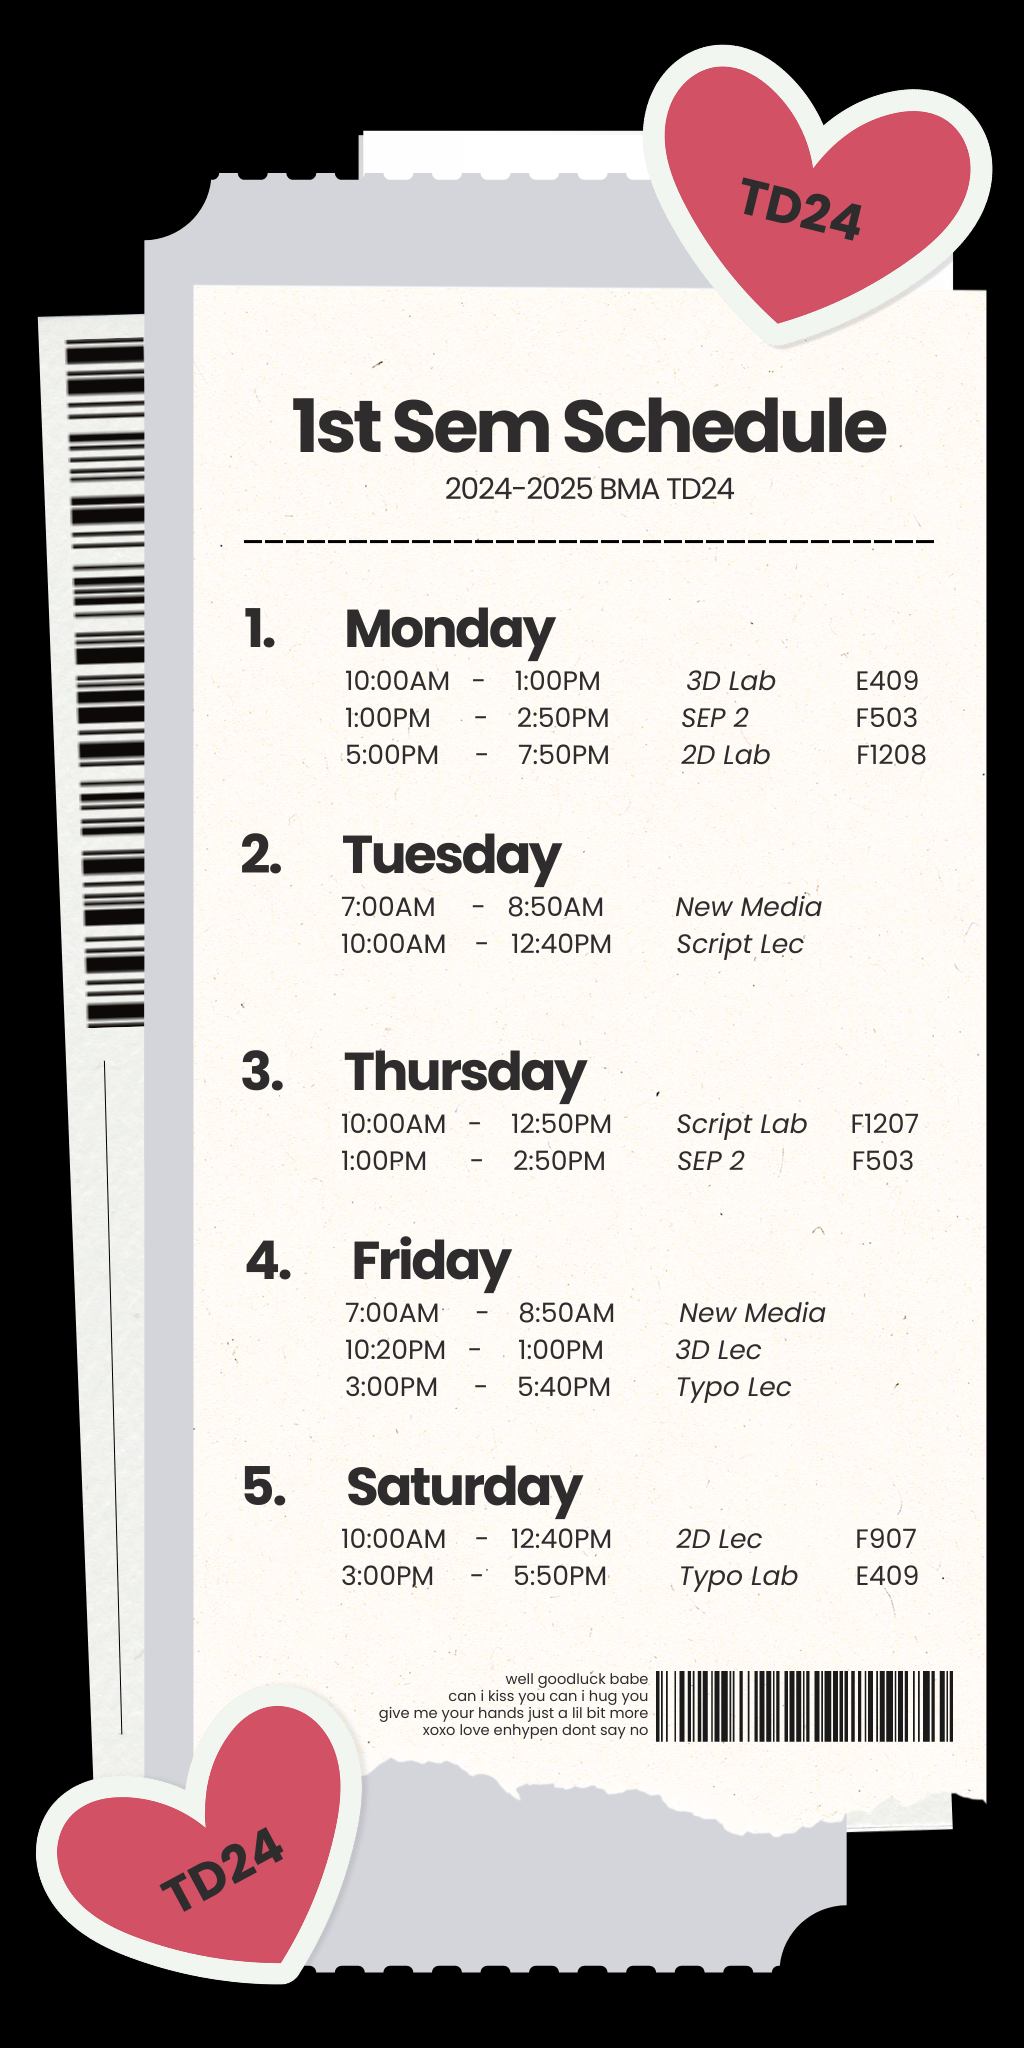 TD24
1st Sem Schedule
2024-2025 BMA TD24
1. Monday
10:00AM - 1:00PM 3D Lab E409
1:00PM - 2:50PM SEP 2 F503
5:00PM - 7:50PM 2D Lab F1208
2. Tuesday
7:00AM - 8:50AM New Media
10:00AM - 12:40PM Script Lec
3. Thursday
10:00AM - 12:50PM Script Lab F1207
1:00PM - 2:50PM SEP 2 F503
4. Friday
7:00AM - 8:50AM New Media
10:20PM - 1:00PM 3D Lec
3:00PM - 5:40PM Typo Lec
5. Saturday
10:00AM - 12:40PM 2D Lec F907
3:00PM - 5:50PM Typo Lab E409
well goodluck babe
can i kiss you can i hug you
give me your hands just a lil bit more
xoxo love enhypen dont say no
TD24